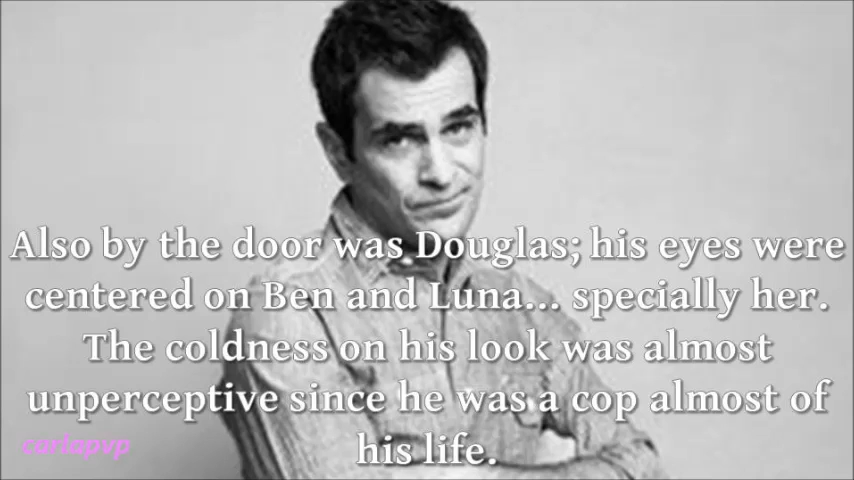 Also by the door was Douglas; his eyes were
centered on Ben and Luna... specially her.
The coldness on his look was almost
unperceptive since he was a cop almost of
his life.
carlapvp